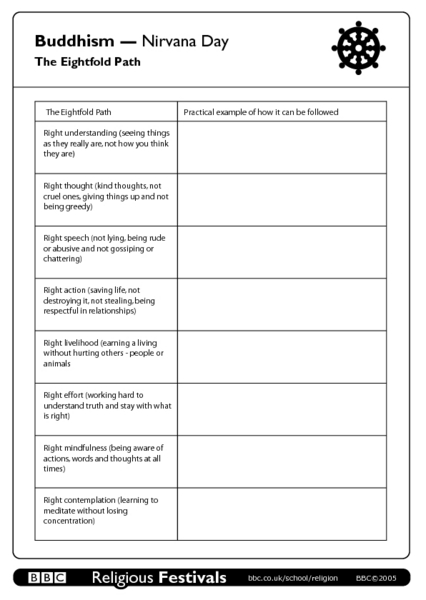 Buddhism — Nirvana Day
The Eightfold Path
The Eightfold Path
Practical example of how it can be followed
Right understanding (seeing things
as they really are, not how you think
they are)
Right thought (kind thoughts, not
cruel ones, giving things up and not
being greedy)
Right speech (not lying, being rude
or abusive and not gossiping or
chattering)
Right action (saving life, not
destroying it, not stealing, being
respectful in relationships)
Right livelihood (earning a living
without hurting others - people or
animals
Right effort (working hard to
understand truth and stay with what
is right)
Right mindfulness (being aware of
actions, words and thoughts at all
times)
Right contemplation (learning to
meditate without losing
concentration)
BBC Religious Festivals bbc.co.uk/school/religion BBC©2005